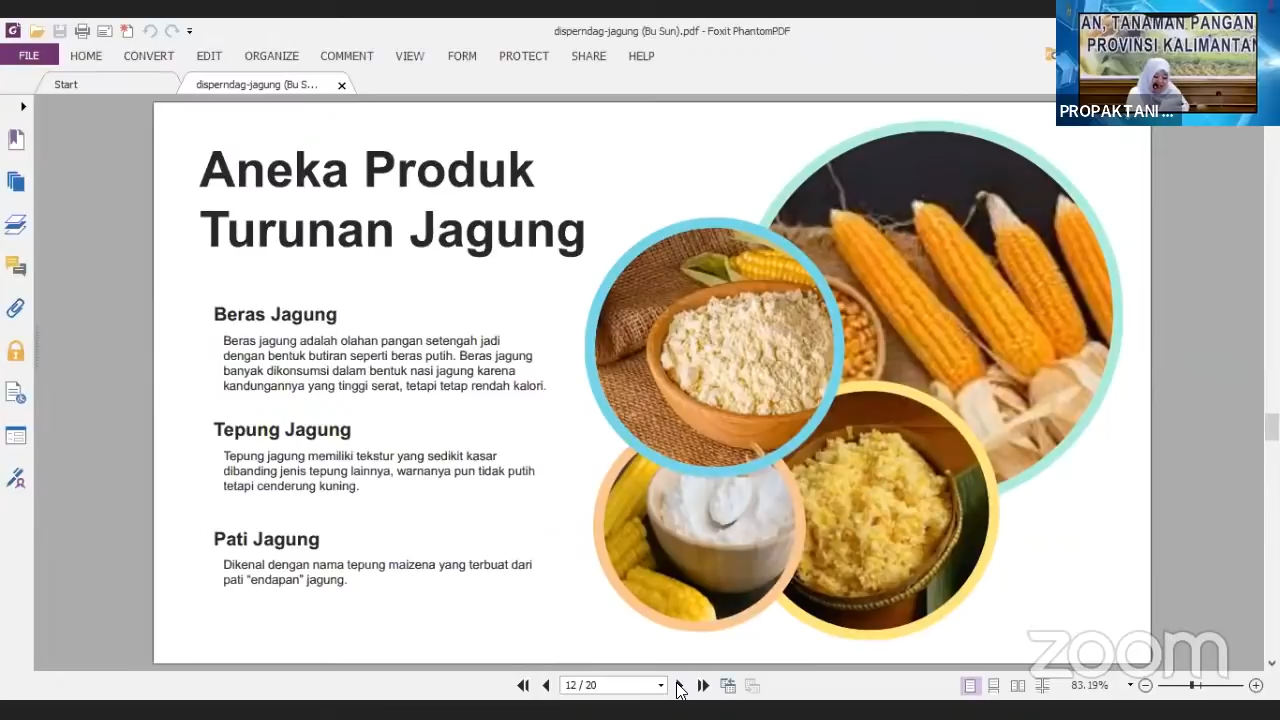 disperndag-jagung (Bu Sun).pdf - Foxit PhantomPDF
FILE HOME CONVERT EDIT ORGANIZE COMMENT VIEW FORM PROTECT SHARE HELP
Start disperndag-jagung (Bu S...
AN, TANAMAN PANGAN
PROVINSI KALIMANTAN
PROPAKTANI ...
Aneka Produk
Turunan Jagung
Beras Jagung
Beras jagung adalah olahan pangan setengah jadi
dengan bentuk butiran seperti beras putih. Beras jagung
banyak dikonsumsi dalam bentuk nasi jagung karena
kandungannya yang tinggi serat, tetapi tetap rendah kalori.
Tepung Jagung
Tepung jagung memiliki tekstur yang sedikit kasar
dibanding jenis tepung lainnya, warnanya pun tidak putih
tetapi cenderung kuning.
Pati Jagung
Dikenal dengan nama tepung maizena yang terbuat dari
pati “endapan” jagung.
zoom
12 / 20
83.19%